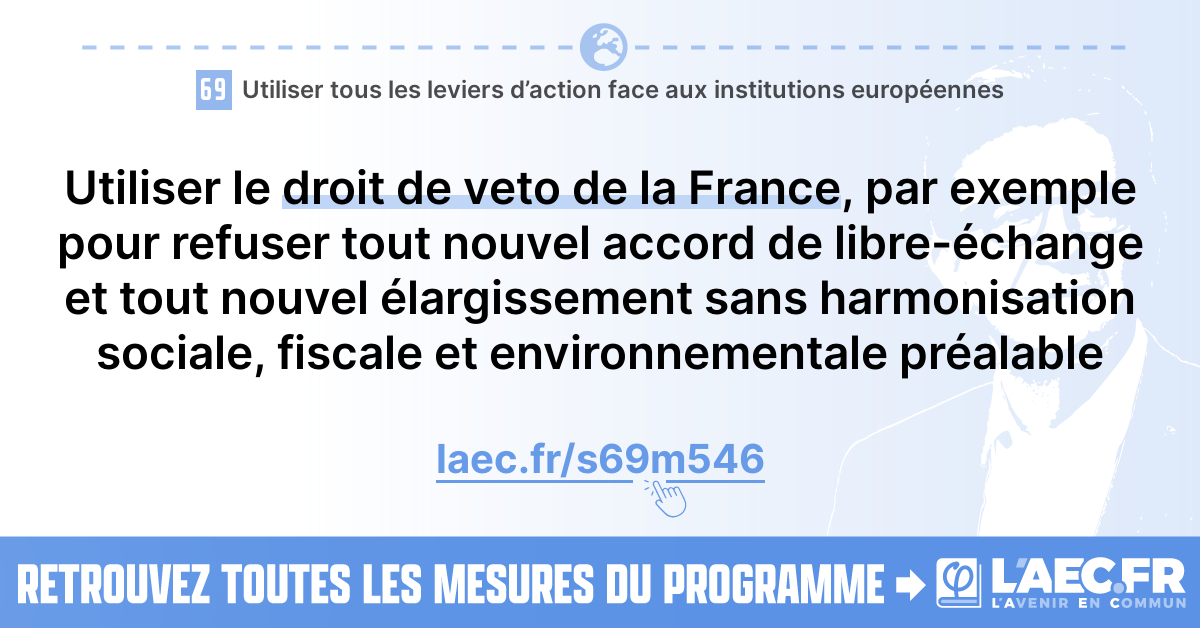 69 Utiliser tous les leviers d’action face aux institutions européennes
Utiliser le droit de veto de la France, par exemple
pour refuser tout nouvel accord de libre-échange
et tout nouvel élargissement sans harmonisation
sociale, fiscale et environnementale préalable
laec.fr/s69m546
RETROUVEZ TOUTES LES MESURES DU PROGRAMME
L'AEC.FR
L'AVENIR EN COMMUN